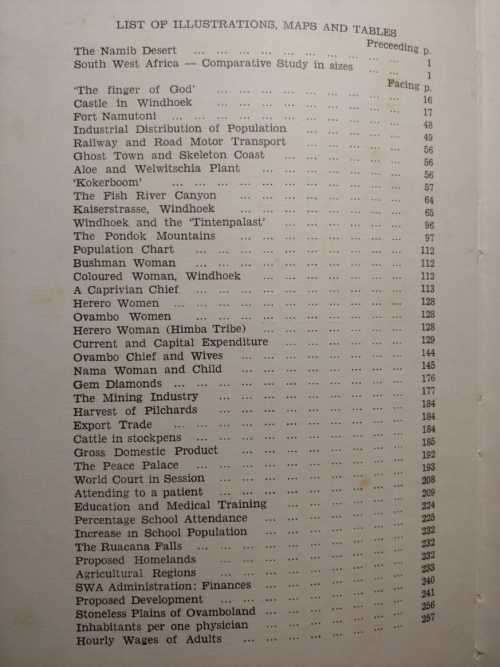 LIST OF ILLUSTRATIONS, MAPS AND TABLES
Preceeding p.
The Namib Desert ... ... ... ... ... ... ... ... ... ... 1
South West Africa — Comparative Study in sizes ... ... 1
Facing p.
'The finger of God' ... ... ... ... ... ... ... ... ... 16
Castle in Windhoek ... ... ... ... ... ... ... ... 17
Fort Namutoni ... ... ... ... ... ... ... ... ... ... 48
Industrial Distribution of Population ... ... ... ... 49
Railway and Road Motor Transport ... ... ... ... 56
Ghost Town and Skeleton Coast ... ... ... ... ... 56
Aloe and Welwitschia Plant ... ... ... ... ... ... 56
'Kokerboom' ... ... ... ... ... ... ... ... ... ... 57
The Fish River Canyon ... ... ... ... ... ... ... ... 64
Kaiserstrasse, Windhoek ... ... ... ... ... ... ... ... 65
Windhoek and the 'Tintenpalast' ... ... ... ... ... 96
The Pondok Mountains ... ... ... ... ... ... ... 97
Population Chart ... ... ... ... ... ... ... ... ... 112
Bushman Woman ... ... ... ... ... ... ... ... 112
Coloured Woman, Windhoek ... ... ... ... ... ... 112
A Caprivian Chief ... ... ... ... ... ... ... ... ... 113
Herero Women ... ... ... ... ... ... ... ... ... ... 128
Ovambo Women ... ... ... ... ... ... ... ... ... 128
Herero Woman (Himba Tribe) ... ... ... ... ... ... 128
Current and Capital Expenditure ... ... ... ... ... 129
Ovambo Chief and Wives ... ... ... ... ... ... ... 144
Nama Woman and Child ... ... ... ... ... ... ... 145
Gem Diamonds ... ... ... ... ... ... ... ... ... ... 176
The Mining Industry ... ... ... ... ... ... ... ... 177
Harvest of Pilchards ... ... ... ... ... ... ... ... 184
Export Trade ... ... ... ... ... ... ... ... ... ... 184
Cattle in stockpens ... ... ... ... ... ... ... ... ... 184
Gross Domestic Product ... ... ... ... ... ... ... 185
The Peace Palace ... ... ... ... ... ... ... ... ... 192
World Court in Session ... ... ... ... ... ... ... ... 193
Attending to a patient ... ... ... ... ... ... ... ... 208
Education and Medical Training ... ... ... ... ... 209
Percentage School Attendance ... ... ... ... ... ... 224
Increase in School Population ... ... ... ... ... ... 225
The Ruacana Falls ... ... ... ... ... ... ... ... ... 232
Proposed Homelands ... ... ... ... ... ... ... ... 232
Agricultural Regions ... ... ... ... ... ... ... ... 232
SWA Administration: Finances ... ... ... ... ... ... 233
Proposed Development ... ... ... ... ... ... ... ... 240
Stoneless Plains of Ovamboland ... ... ... ... ... ... 241
Inhabitants per one physician ... ... ... ... ... ... 256
Hourly Wages of Adults ... ... ... ... ... ... ... 257